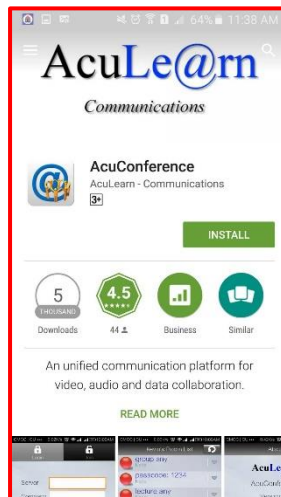 64% 11:38 AM
AcuLe@rn
Communications
AcuConference
AcuLearn - Communications
3+
INSTALL
5
THOUSAND
Downloads
4.5
44
Business
Similar
An unified communication platform for
video, audio and data collaboration.
READ MORE
Server
group any
passcode: 1234
lecture any